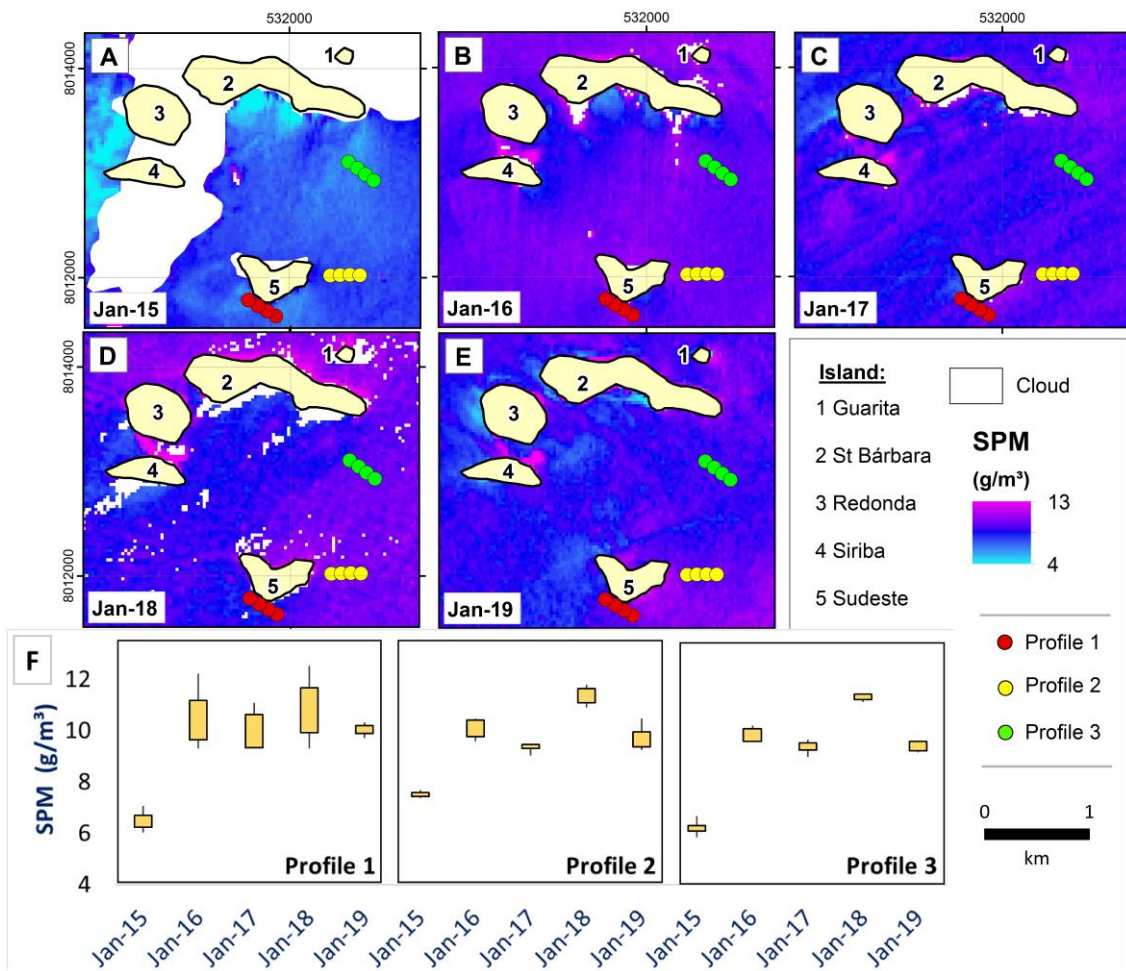 532000
532000
532000
A
1
2
3
4
5
8014000
8012000
Jan-15
B
1
2
3
4
5
Jan-16
C
1
2
3
4
5
Jan-17
D
1
2
3
4
5
8014000
8012000
Jan-18
E
1
2
3
4
5
Jan-19
Island:
1 Guarita
2 St Bárbara
3 Redonda
4 Siriba
5 Sudeste
Cloud
SPM
(g/m³)
13
4
Profile 1
Profile 2
Profile 3
0 1
km
F
SPM (g/m³)
12
10
8
6
4
Profile 1
Profile 2
Profile 3
Jan-15
Jan-16
Jan-17
Jan-18
Jan-19
Jan-15
Jan-16
Jan-17
Jan-18
Jan-19
Jan-15
Jan-16
Jan-17
Jan-18
Jan-19